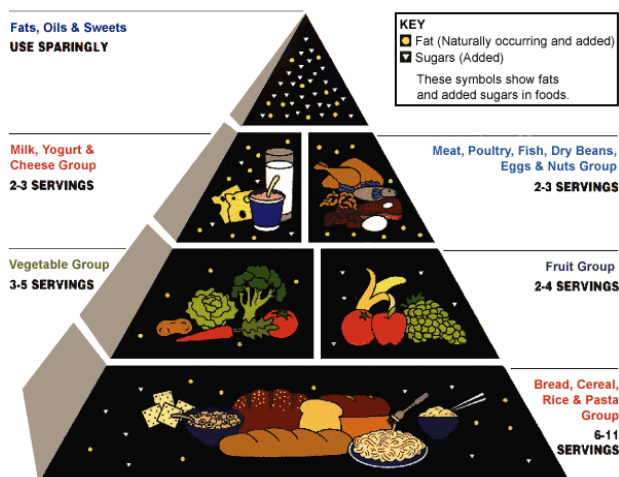 Fats, Oils & Sweets
USE SPARINGLY
KEY
Fat (Naturally occurring and added)
Sugars (Added)
These symbols show fats
and added sugars in foods.
Milk, Yogurt &
Cheese Group
2-3 SERVINGS
Meat, Poultry, Fish, Dry Beans,
Eggs & Nuts Group
2-3 SERVINGS
Vegetable Group
3-5 SERVINGS
Fruit Group
2-4 SERVINGS
Bread, Cereal,
Rice & Pasta
Group
6-11
SERVINGS